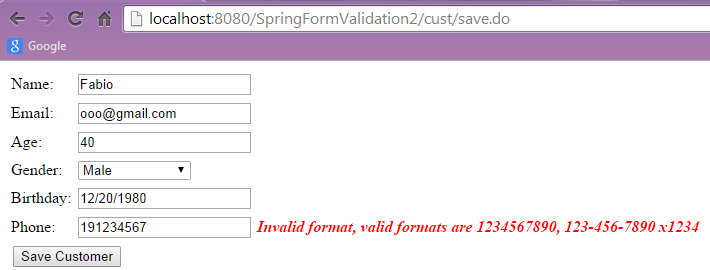 localhost:8080/SpringFormValidation2/cust/save.do
8 Google
Name: Fabio
Email: ooo@gmail.com
Age: 40
Gender: Male
Birthday: 12/20/1980
Phone: 191234567 Invalid format, valid formats are 1234567890, 123-456-7890 x1234
Save Customer